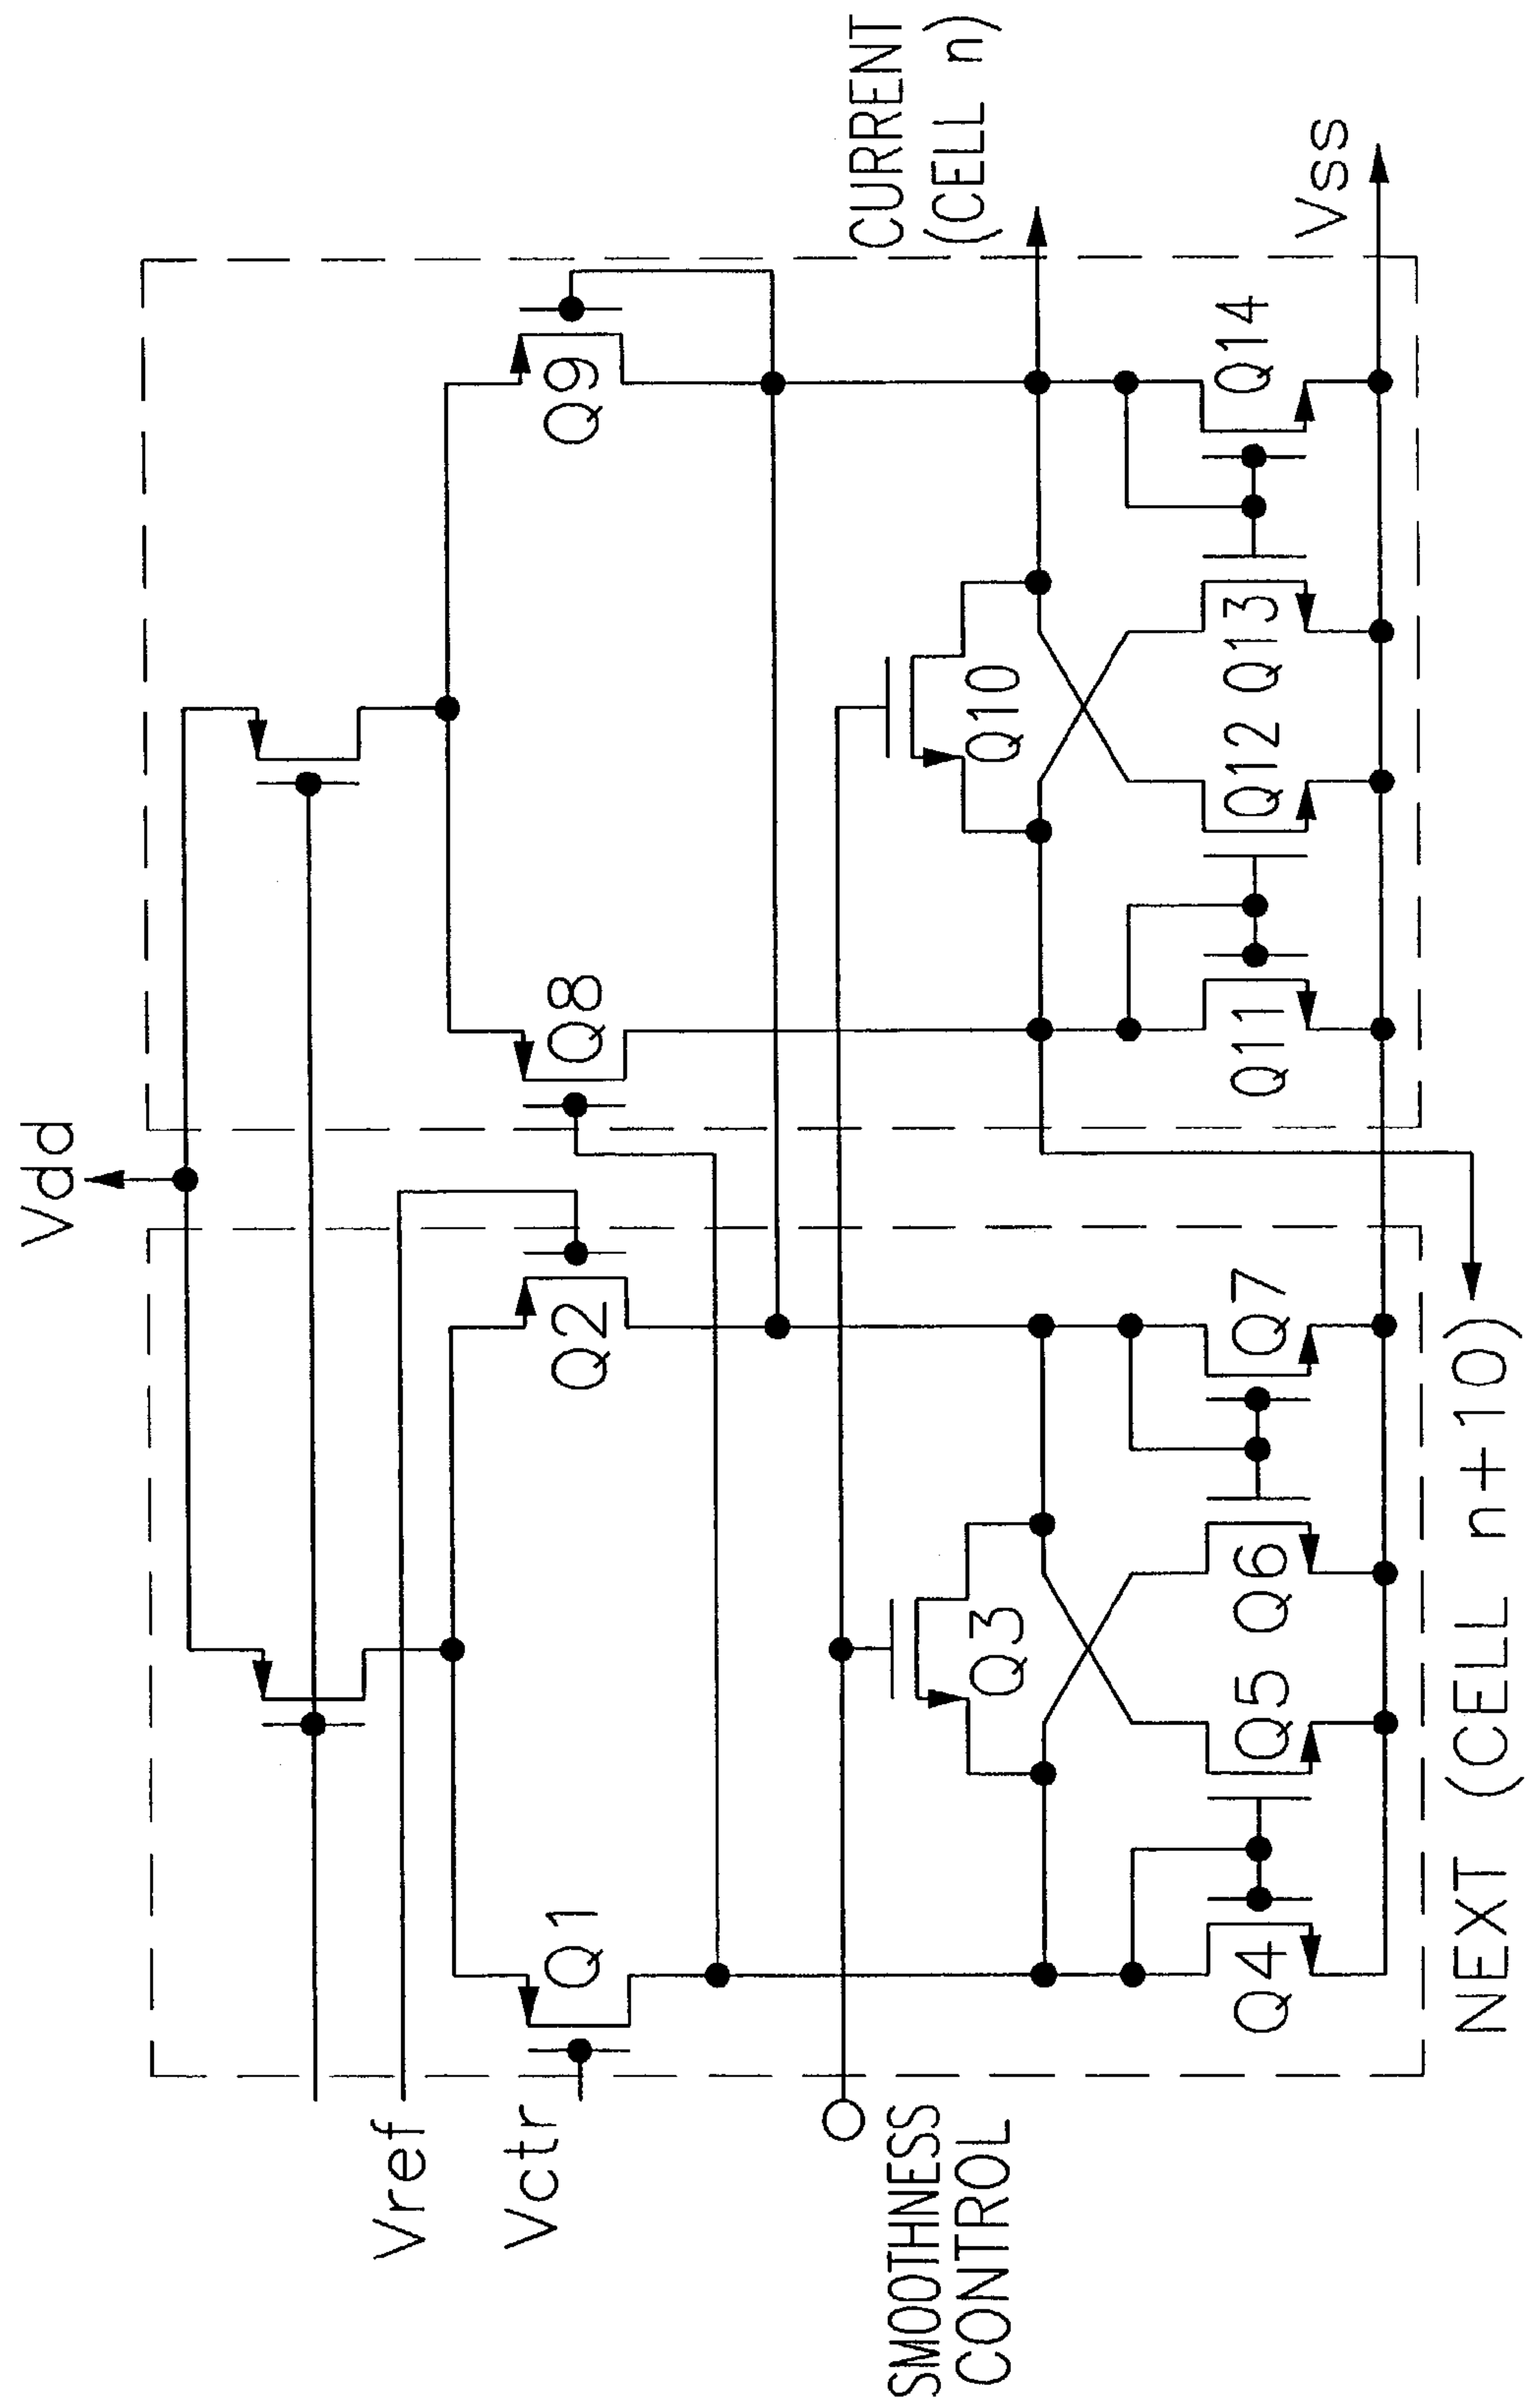 Vdd
Vref
Vctr
SMOOTHNESS
CONTROL
Q1
Q2
Q8
Q9
Q3
Q10
CURRENT
(CELL n)
Q4
Q5
Q6
Q7
Q11
Q12
Q13
Q14
Vss
NEXT (CELL n+10)